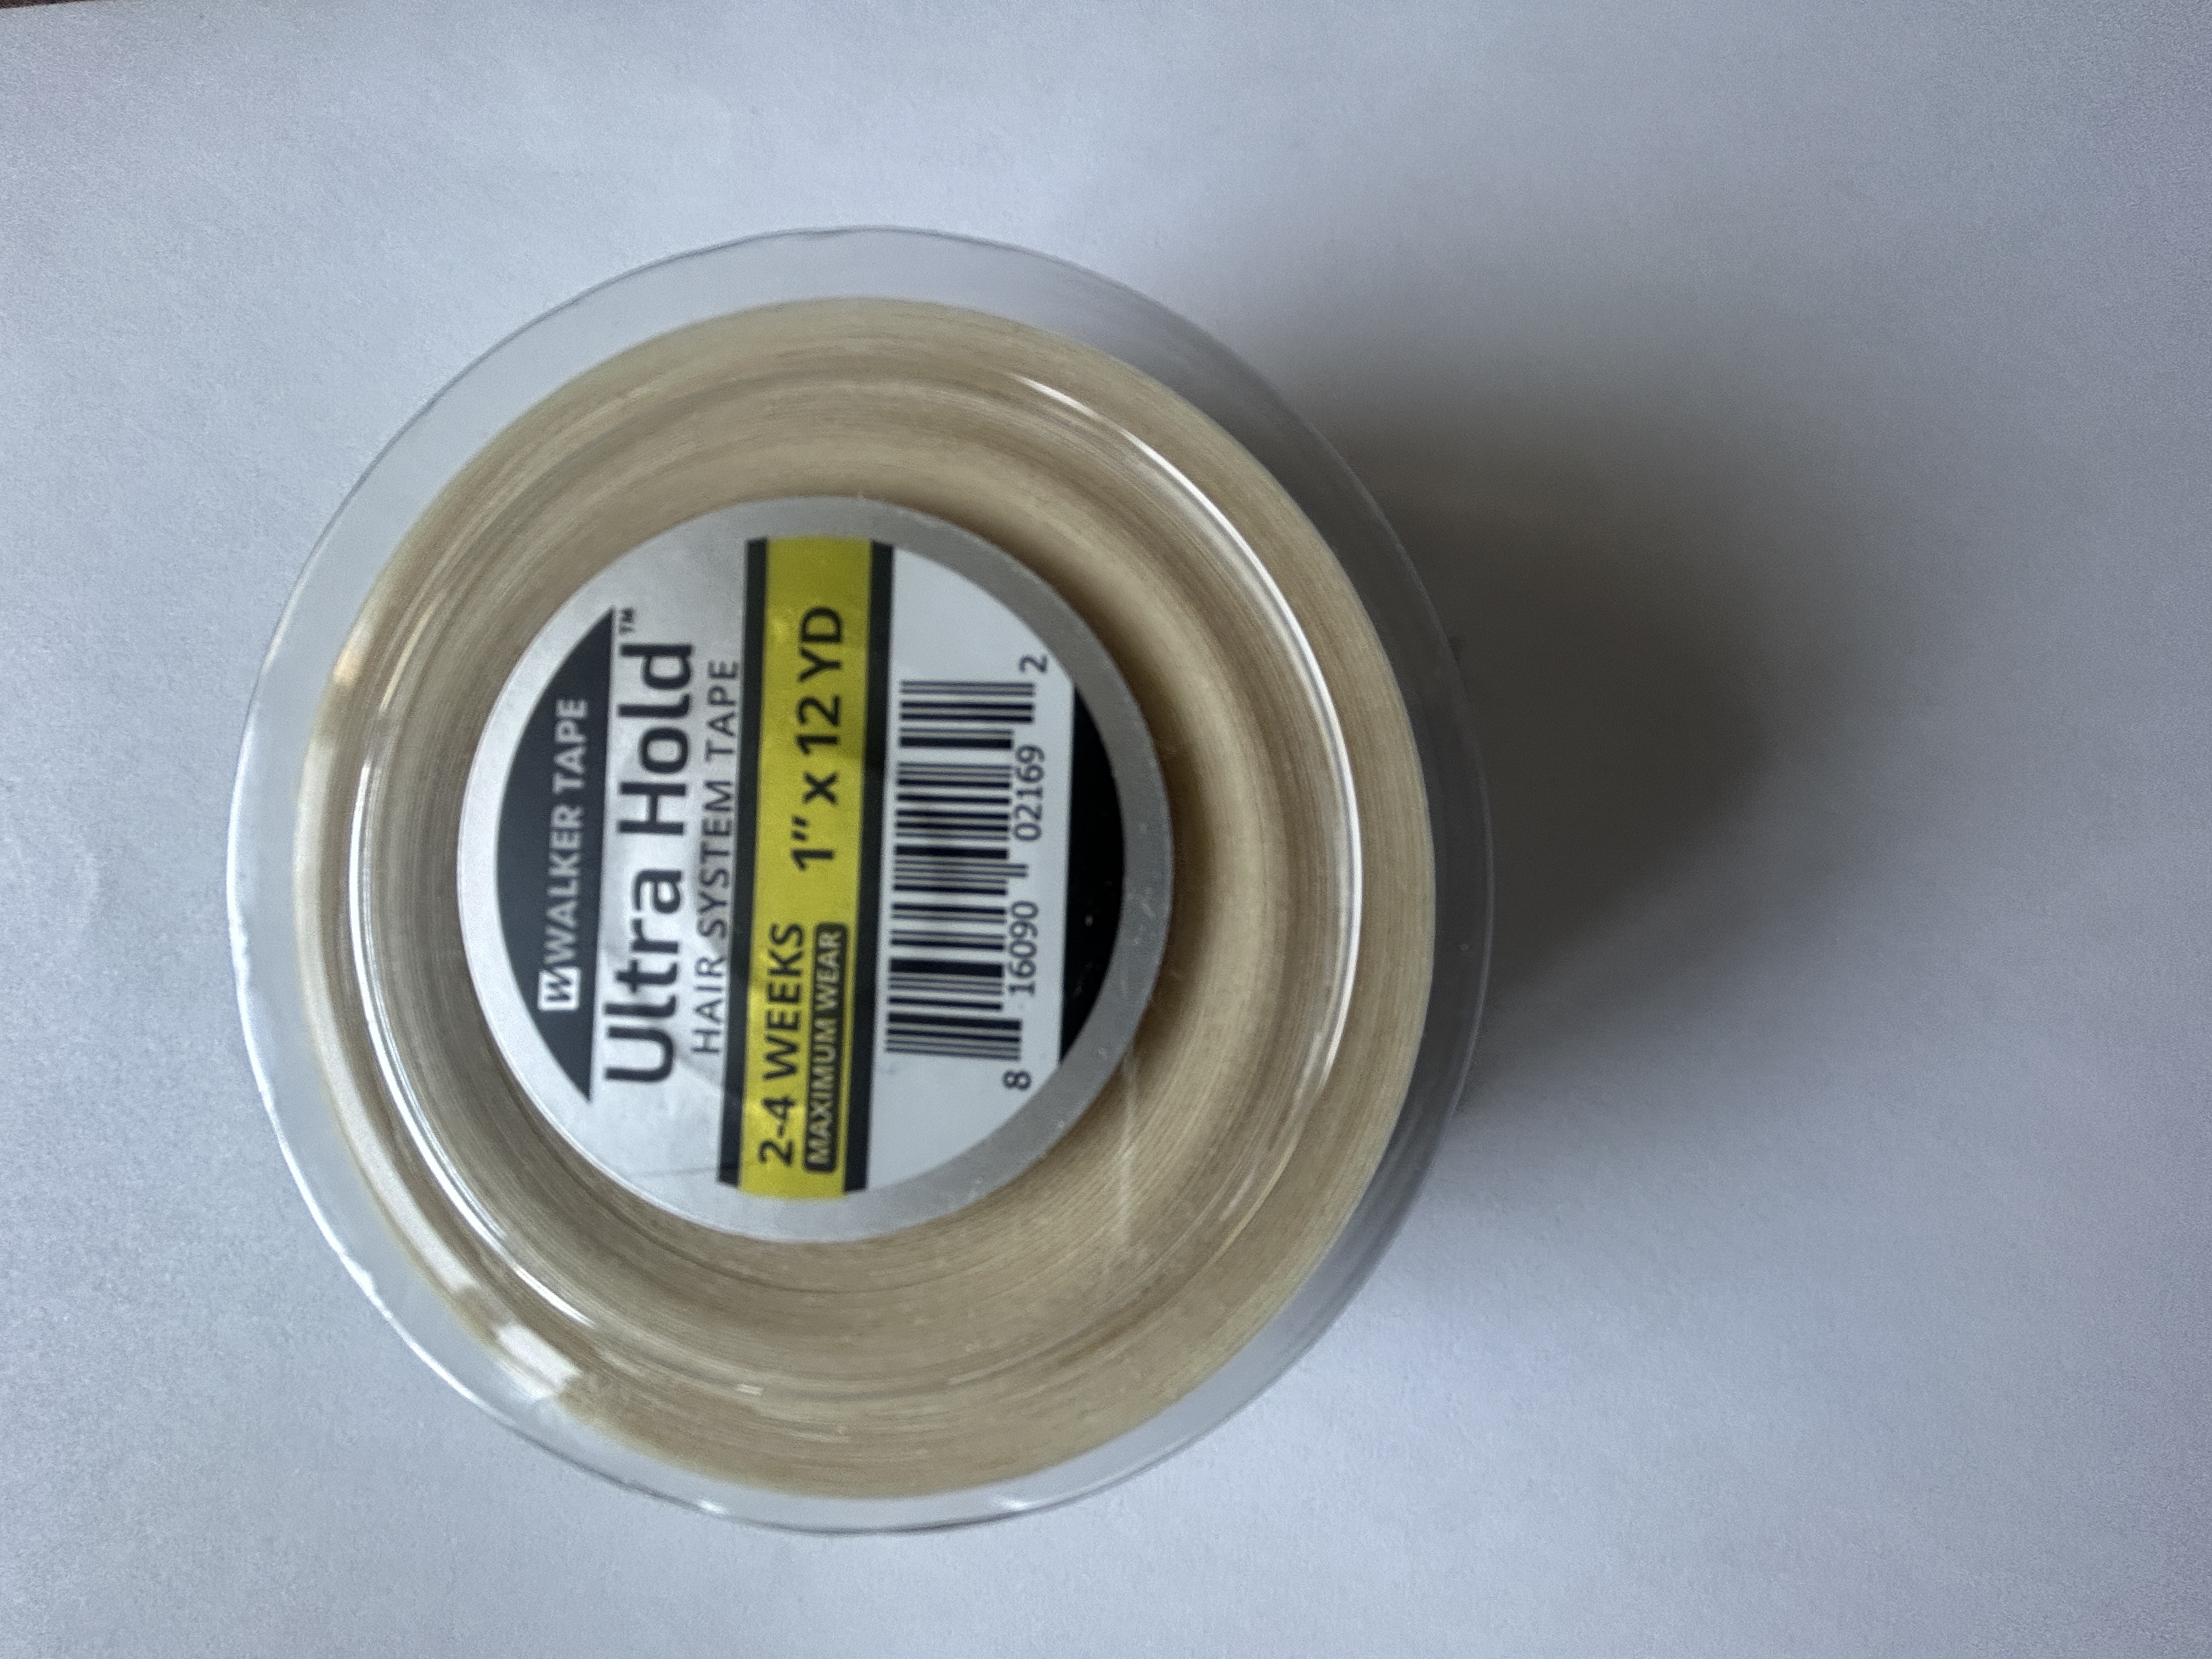 W WALKER TAPE
Ultra Hold™
HAIR SYSTEM TAPE
2-4 WEEKS 1" x 12 YD
MAXIMUM WEAR
8 16090 02169 2